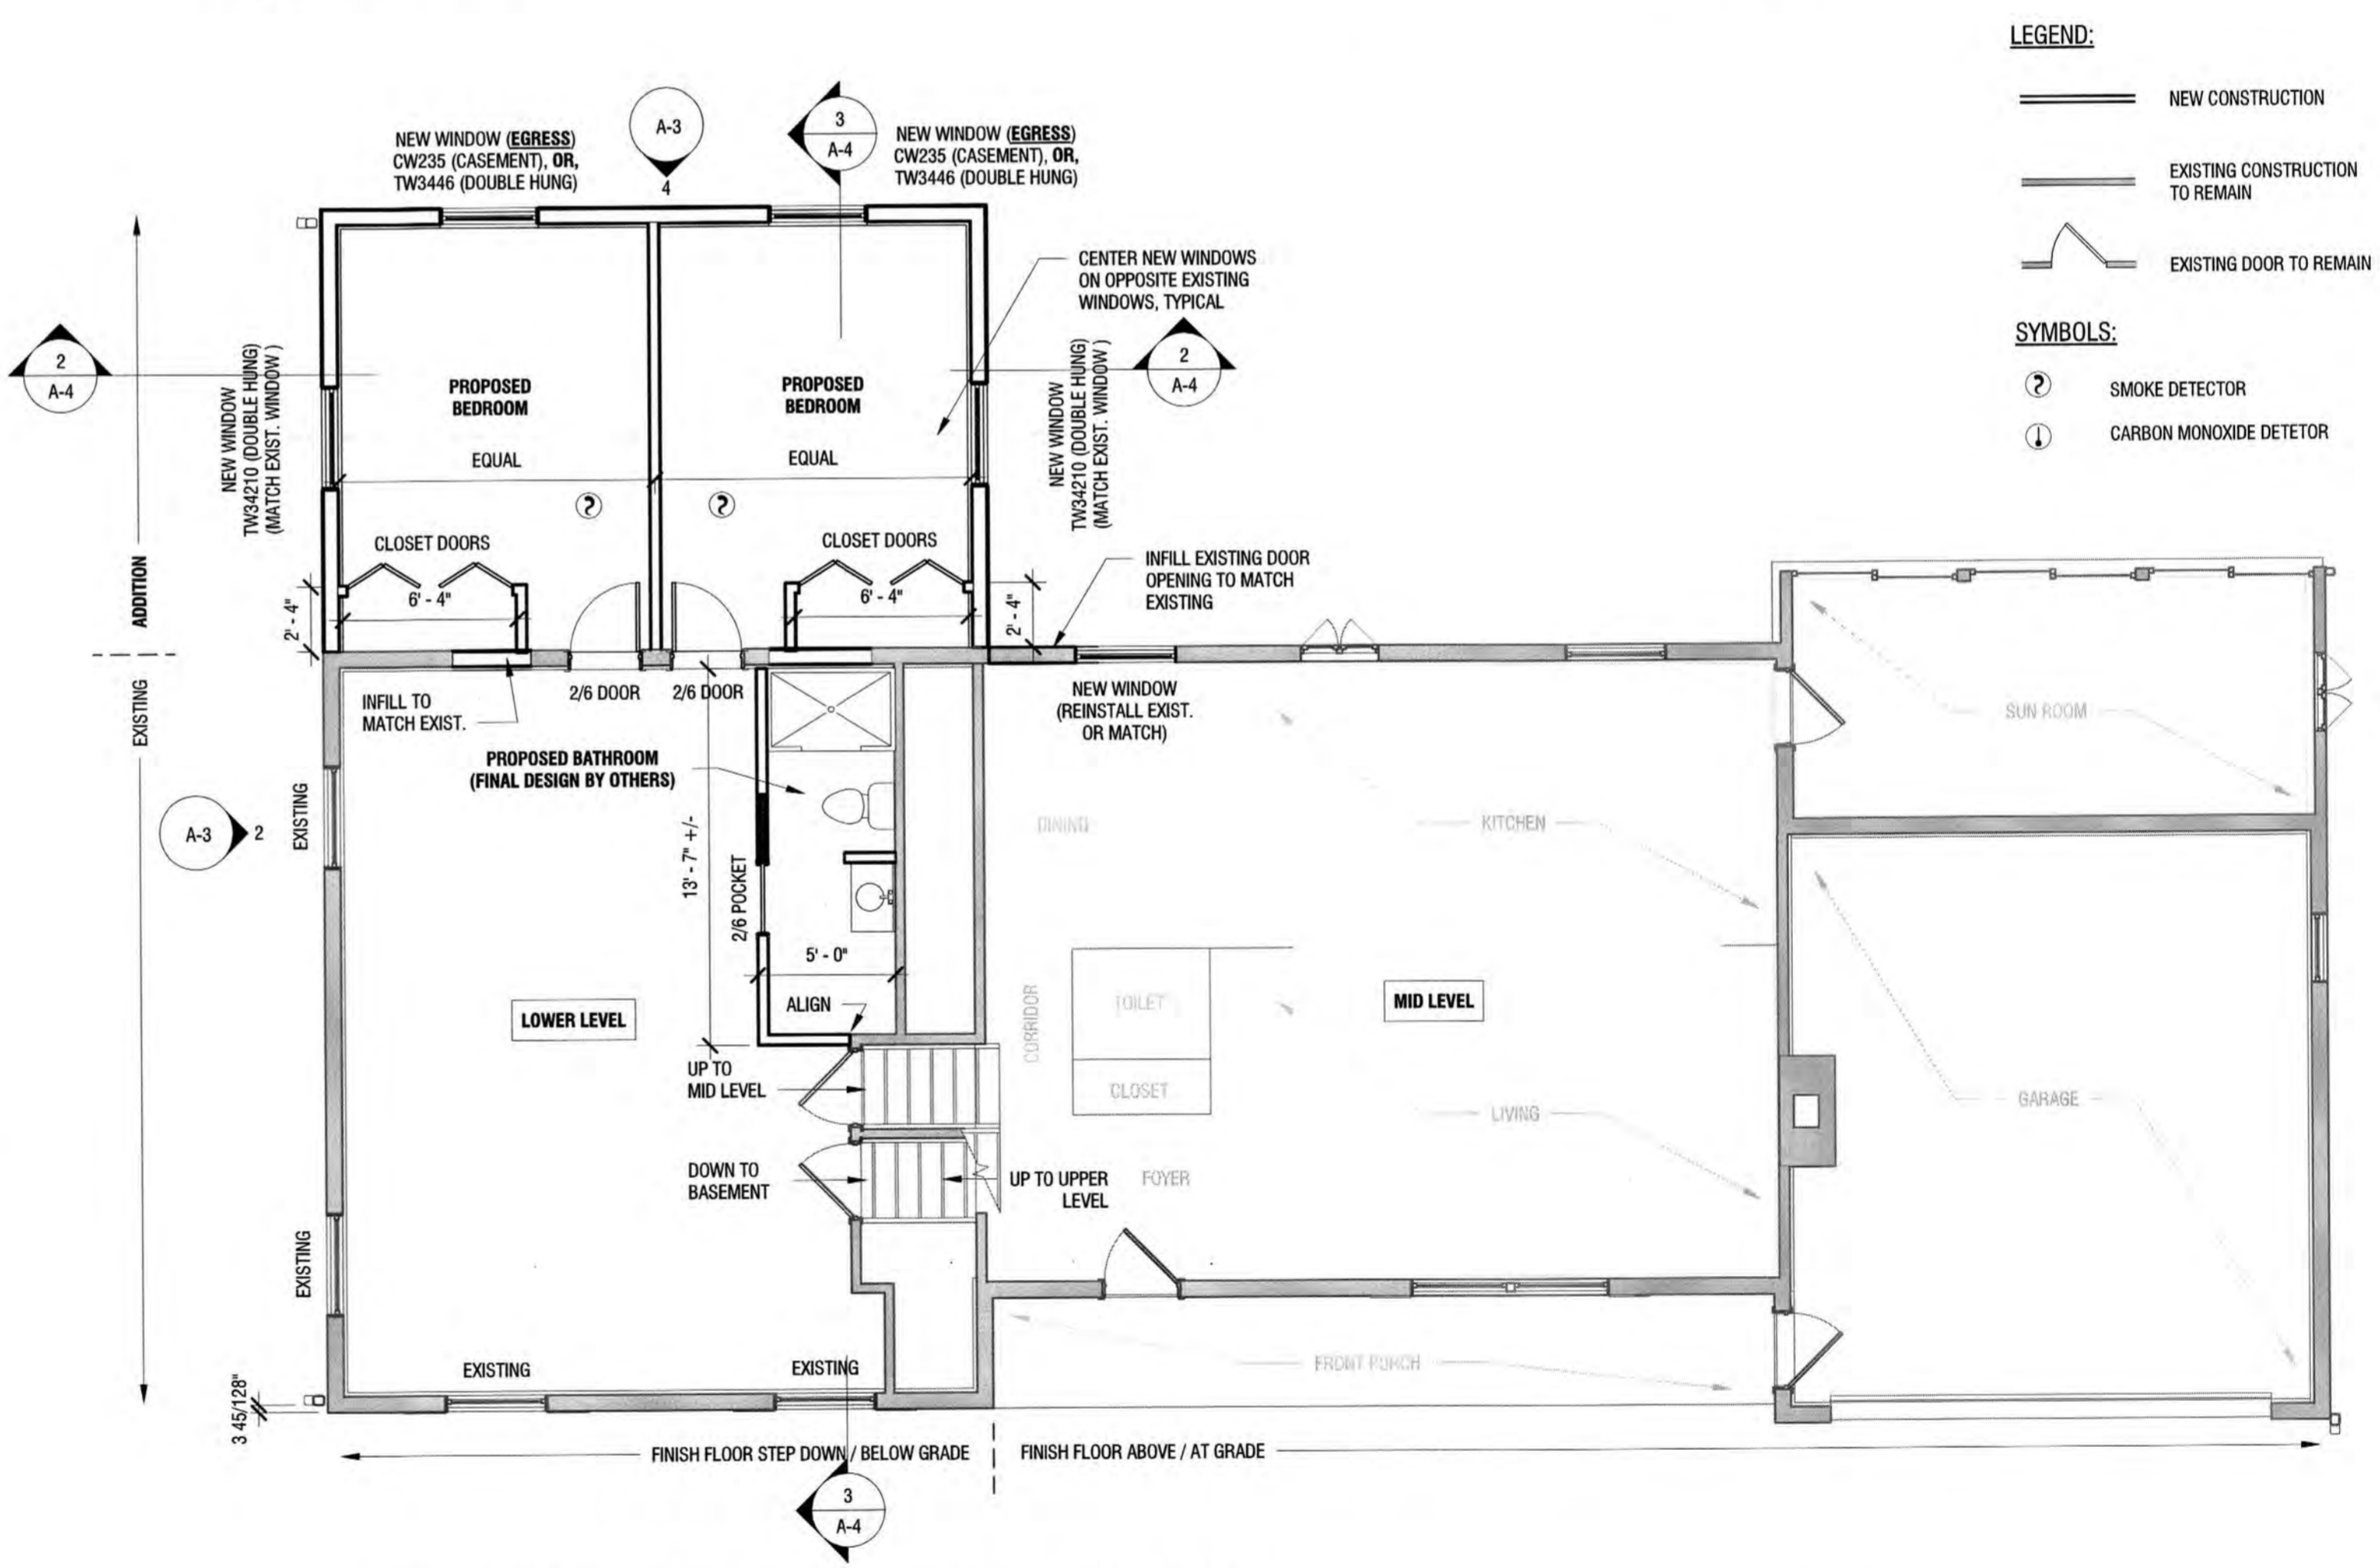 LEGEND:
NEW CONSTRUCTION
EXISTING CONSTRUCTION
TO REMAIN
EXISTING DOOR TO REMAIN
SYMBOLS:
SMOKE DETECTOR
CARBON MONOXIDE DETETOR
NEW WINDOW (EGRESS)
CW235 (CASEMENT), OR,
TW3446 (DOUBLE HUNG)
A-3
4
3
A-4
NEW WINDOW (EGRESS)
CW235 (CASEMENT), OR,
TW3446 (DOUBLE HUNG)
CENTER NEW WINDOWS
ON OPPOSITE EXISTING
WINDOWS, TYPICAL
2
A-4
NEW WINDOW
TW34210 (DOUBLE HUNG)
(MATCH EXIST. WINDOW )
PROPOSED
BEDROOM
EQUAL
PROPOSED
BEDROOM
EQUAL
NEW WINDOW
TW34210 (DOUBLE HUNG)
(MATCH EXIST. WINDOW )
2
A-4
ADDITION
EXISTING
CLOSET DOORS
6' - 4"
2' - 4"
CLOSET DOORS
6' - 4"
2' - 4"
INFILL EXISTING DOOR
OPENING TO MATCH
EXISTING
INFILL TO
MATCH EXIST.
2/6 DOOR
2/6 DOOR
NEW WINDOW
(REINSTALL EXIST.
OR MATCH)
SUN ROOM
PROPOSED BATHROOM
(FINAL DESIGN BY OTHERS)
A-3
2
EXISTING
13' - 7" +/-
2/6 POCKET
5' - 0"
ALIGN
DINING
KITCHEN
LOWER LEVEL
CORRIDOR
TOILET
CLOSET
MID LEVEL
UP TO
MID LEVEL
LIVING
GARAGE
DOWN TO
BASEMENT
UP TO UPPER
LEVEL
FOYER
EXISTING
EXISTING
EXISTING
FRONT PORCH
3 45/128"
FINISH FLOOR STEP DOWN / BELOW GRADE
FINISH FLOOR ABOVE / AT GRADE
3
A-4